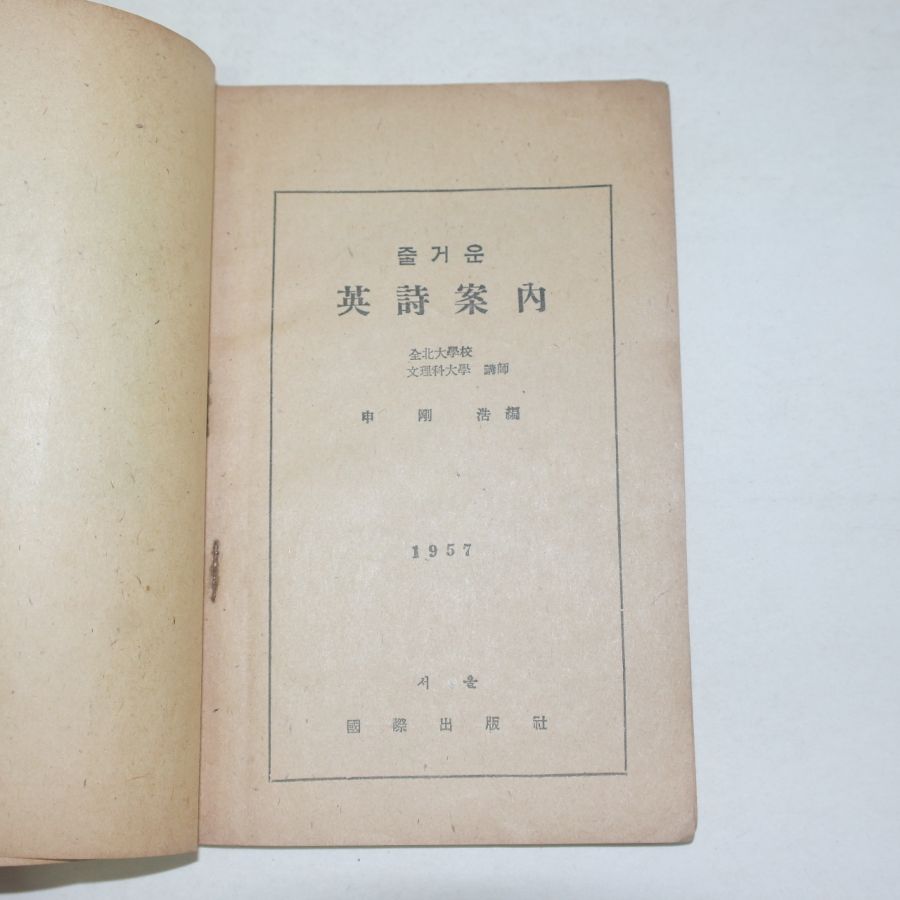 즐거운
英詩案內
全北大學校
文理科大學 講師
申剛浩編
1957
서울
國際出版社